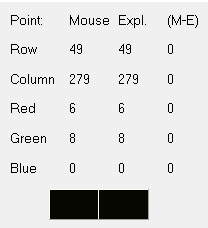 Point: Mouse Expl. (M-E)
Row 49 49 0
Column 279 279 0
Red 6 6 0
Green 8 8 0
Blue 0 0 0